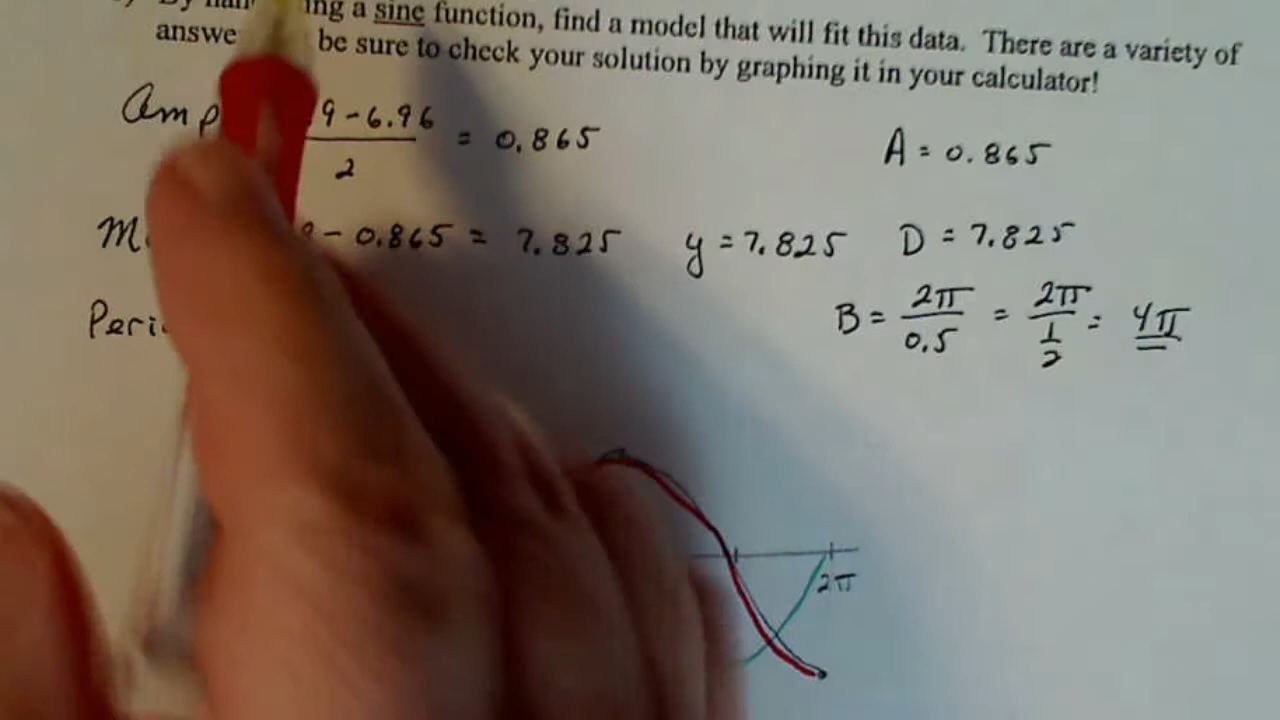 ing a sine function, find a model that will fit this data. There are a variety of
answe be sure to check your solution by graphing it in your calculator!
Amp 9 - 6.96 / 2 = 0.865 A = 0.865
M - 0.865 = 7.825 y = 7.825 D = 7.825
Peri B = 2π / 0.5 = 2π / 1/2 = 4π
2π